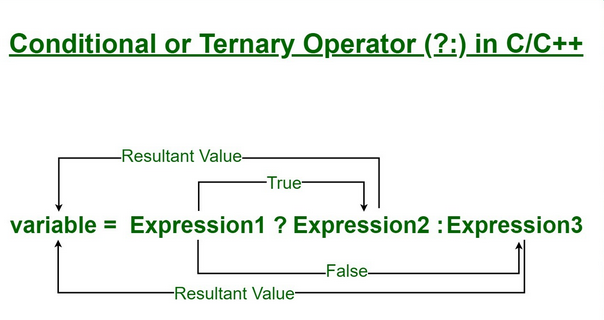 Conditional or Ternary Operator (?:) in C/C++
Resultant Value
True
variable = Expression1 ? Expression2 : Expression3
False
Resultant Value